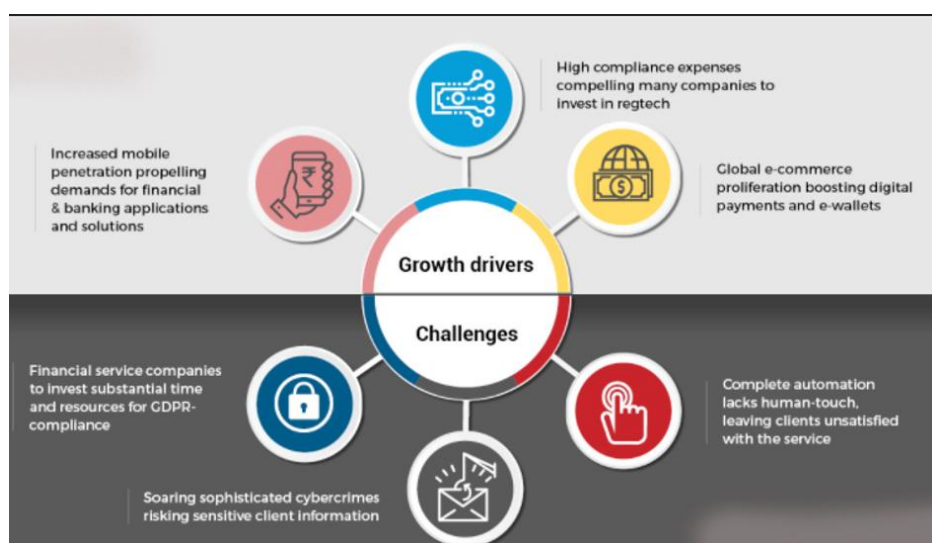 High compliance expenses
compelling many companies to
invest in regtech
Increased mobile
penetration propelling
demands for financial
& banking applications
and solutions
₹
$
Global e-commerce
proliferation boosting digital
payments and e-wallets
Growth drivers
Challenges
Financial service companies
to invest substantial time
and resources for GDPR-
compliance
Complete automation
lacks human-touch,
leaving clients unsatisfied
with the service
Soaring sophisticated cybercrimes
risking sensitive client information